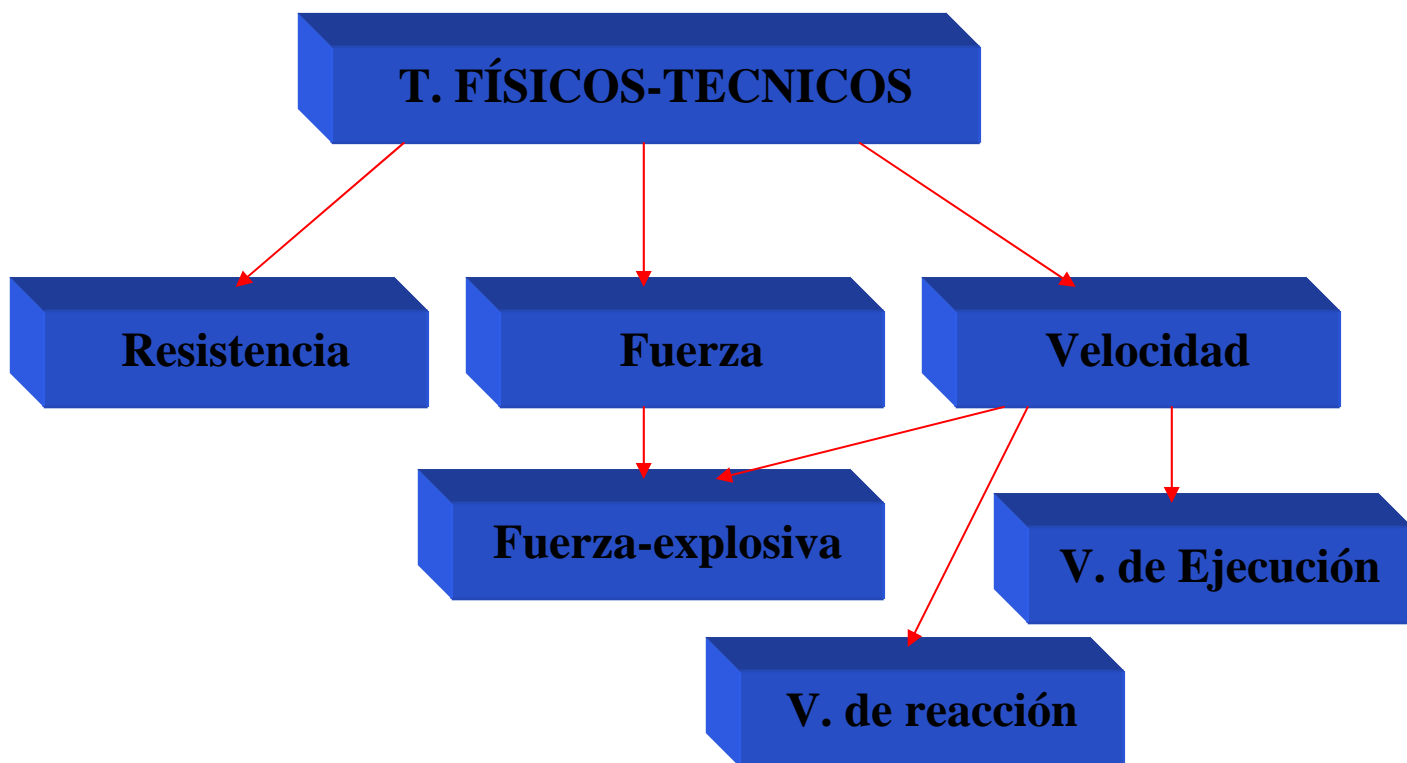 T. FÍSICOS-TECNICOS
Resistencia
Fuerza
Velocidad
Fuerza-explosiva
V. de Ejecución
V. de reacción